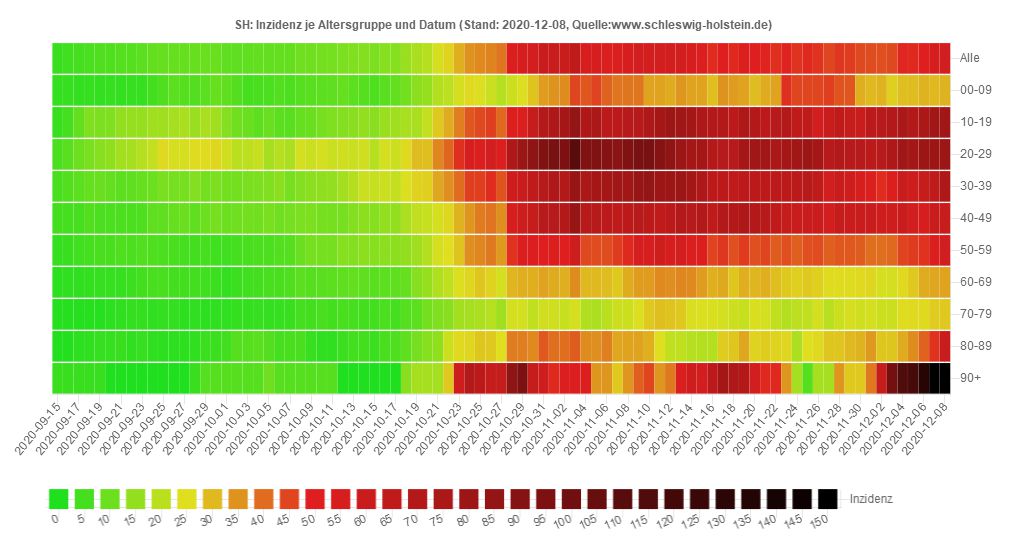 SH: Inzidenz je Altersgruppe und Datum (Stand: 2020-12-08, Quelle:www.schleswig-holstein.de)
Alle
00-09
10-19
20-29
30-39
40-49
50-59
60-69
70-79
80-89
90+
2020-09-15 2020-09-17 2020-09-19 2020-09-21 2020-09-23 2020-09-25 2020-09-27 2020-09-29 2020-10-01 2020-10-03 2020-10-05 2020-10-07 2020-10-09 2020-10-11 2020-10-13 2020-10-15 2020-10-17 2020-10-19 2020-10-21 2020-10-23 2020-10-25 2020-10-27 2020-10-29 2020-10-31 2020-11-02 2020-11-04 2020-11-06 2020-11-08 2020-11-10 2020-11-12 2020-11-14 2020-11-16 2020-11-18 2020-11-20 2020-11-22 2020-11-24 2020-11-26 2020-11-28 2020-11-30 2020-12-02 2020-12-04 2020-12-06 2020-12-08
Inzidenz
0 5 10 15 20 25 30 35 40 45 50 55 60 65 70 75 80 85 90 95 100 105 110 115 120 125 130 135 140 145 150